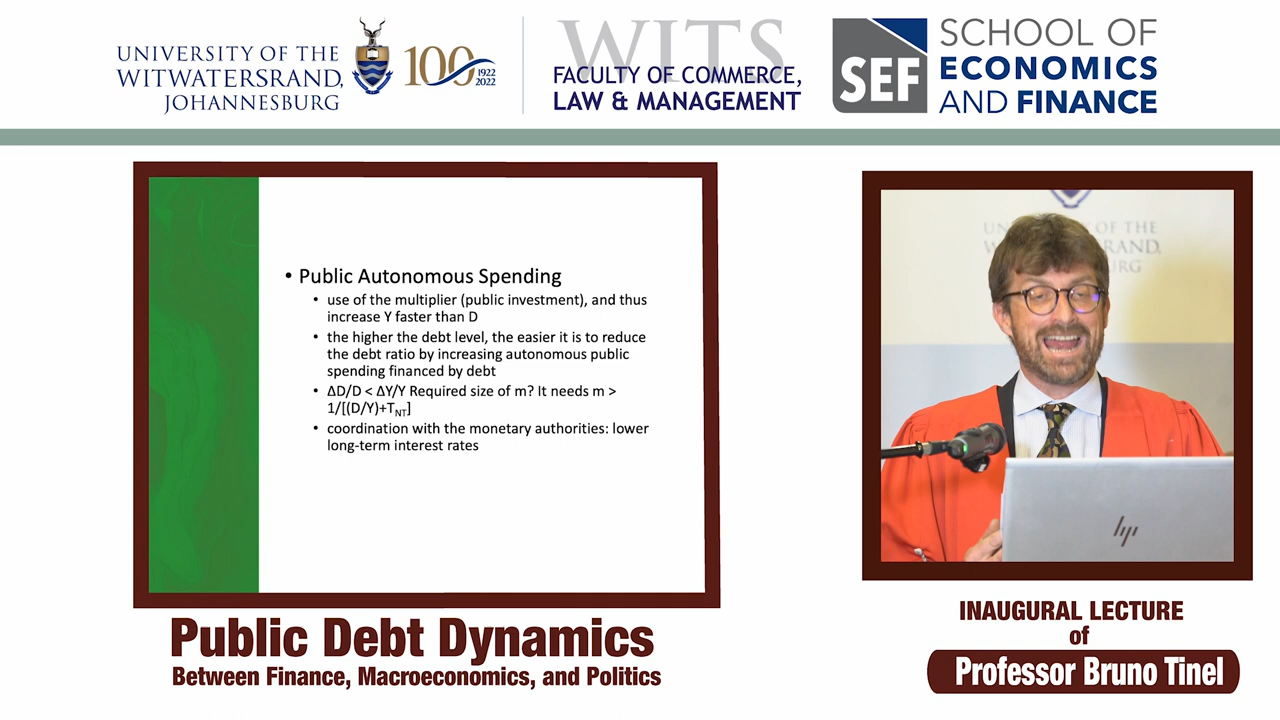 UNIVERSITY OF THE
WITWATERSRAND,
JOHANNESBURG
100 1922
2022
WITS
FACULTY OF COMMERCE,
LAW & MANAGEMENT
SEF
SCHOOL OF
ECONOMICS
AND FINANCE
• Public Autonomous Spending
• use of the multiplier (public investment), and thus
increase Y faster than D
• the higher the debt level, the easier it is to reduce
the debt ratio by increasing autonomous public
spending financed by debt
• ΔD/D < ΔY/Y Required size of m? It needs m >
1/[(D/Y)+T_NT]
• coordination with the monetary authorities: lower
long-term interest rates
UNIVERSITY OF THE
hp
Public Debt Dynamics
Between Finance, Macroeconomics, and Politics
INAUGURAL LECTURE
of
Professor Bruno Tinel